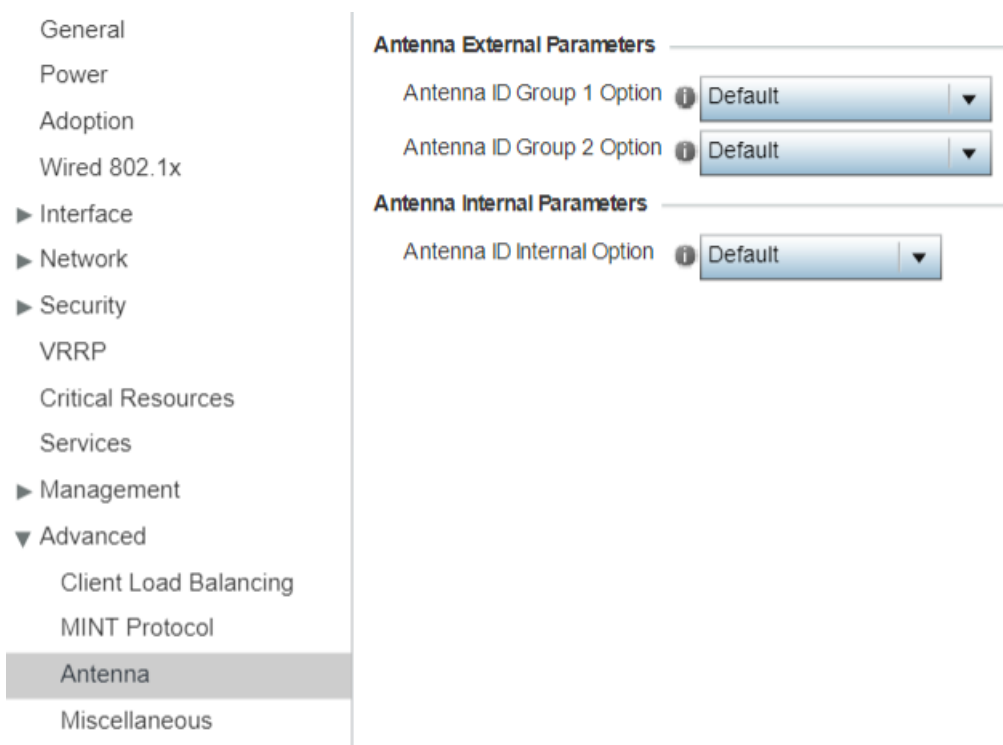 General
Power
Adoption
Wired 802.1x
Interface
Network
Security
VRRP
Critical Resources
Services
Management
Advanced
Client Load Balancing
MINT Protocol
Antenna
Miscellaneous
Antenna External Parameters
Antenna ID Group 1 Option Default
Antenna ID Group 2 Option Default
Antenna Internal Parameters
Antenna ID Internal Option Default